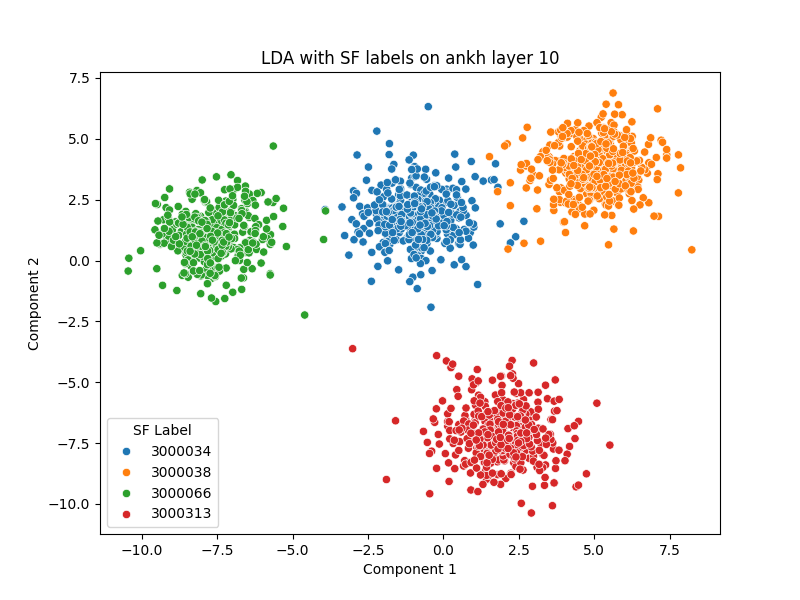 LDA with SF labels on ankh layer 10
7.5
5.0
2.5
0.0
−2.5
−5.0
−7.5
−10.0
Component 2
SF Label
3000034
3000038
3000066
3000313
−10.0 −7.5 −5.0 −2.5 0.0 2.5 5.0 7.5
Component 1